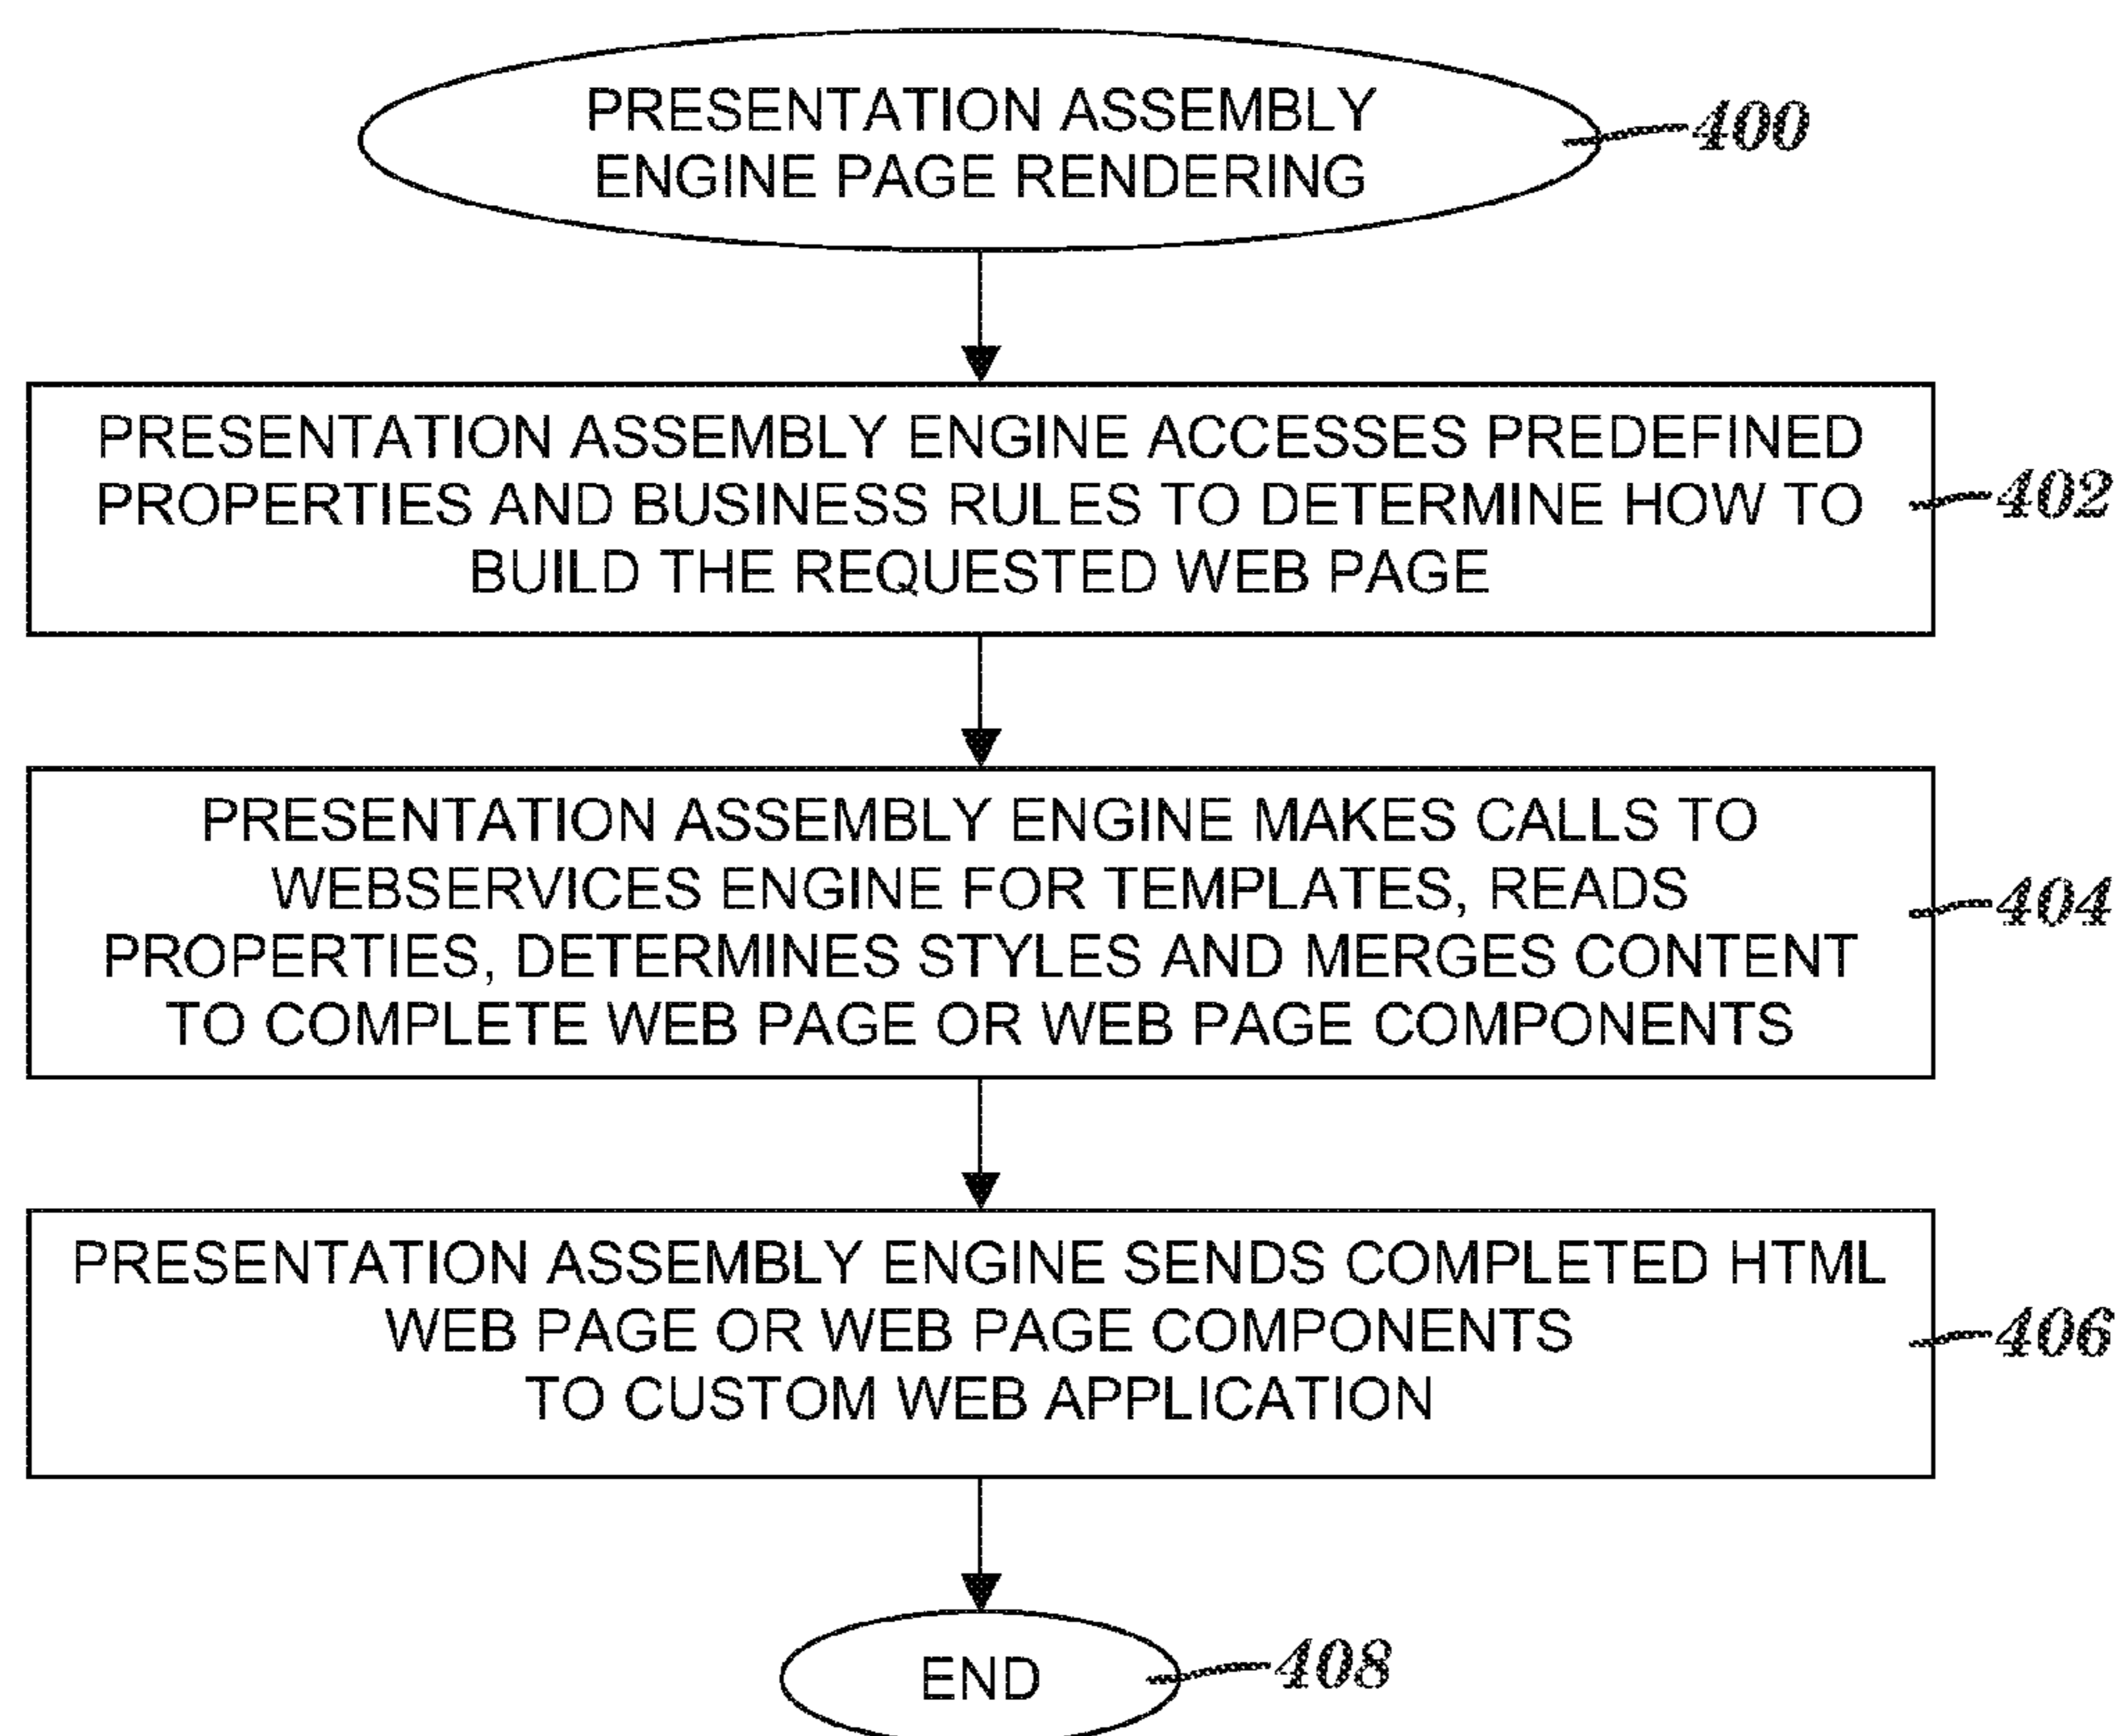 PRESENTATION ASSEMBLY
ENGINE PAGE RENDERING
400
PRESENTATION ASSEMBLY ENGINE ACCESSES PREDEFINED
PROPERTIES AND BUSINESS RULES TO DETERMINE HOW TO
BUILD THE REQUESTED WEB PAGE
402
PRESENTATION ASSEMBLY ENGINE MAKES CALLS TO
WEBSERVICES ENGINE FOR TEMPLATES, READS
PROPERTIES, DETERMINES STYLES AND MERGES CONTENT
TO COMPLETE WEB PAGE OR WEB PAGE COMPONENTS
404
PRESENTATION ASSEMBLY ENGINE SENDS COMPLETED HTML
WEB PAGE OR WEB PAGE COMPONENTS
TO CUSTOM WEB APPLICATION
406
END
408